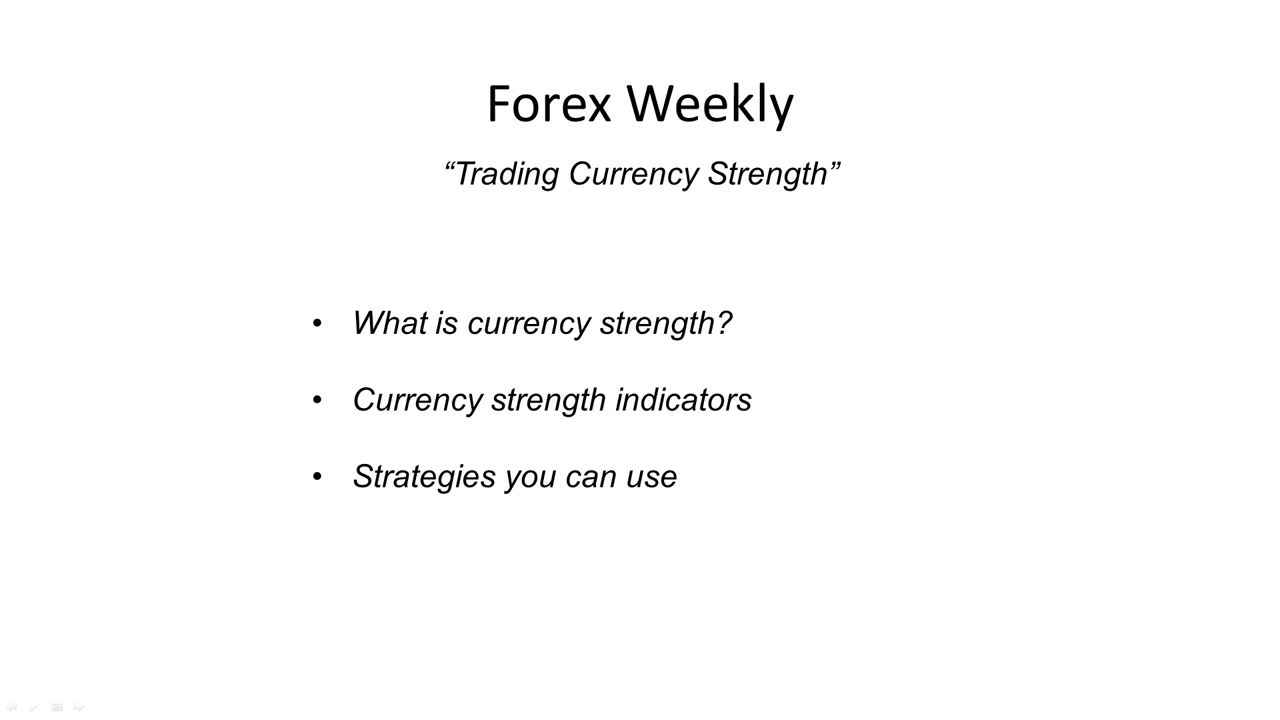 Forex Weekly
“Trading Currency Strength”
• What is currency strength?
• Currency strength indicators
• Strategies you can use